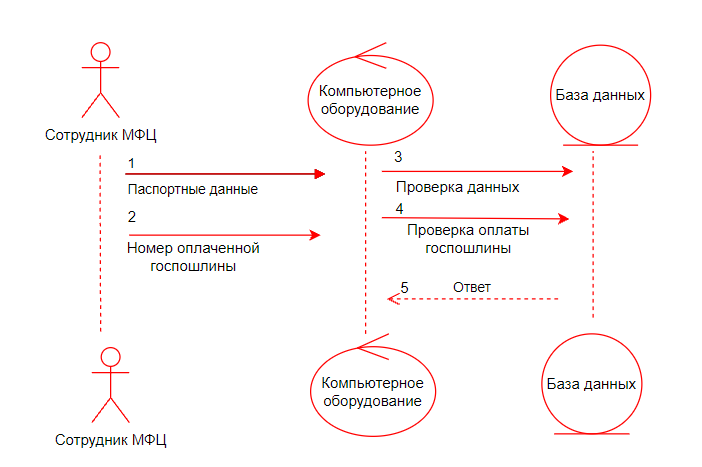 Компьютерное
оборудование
База данных
Сотрудник МФЦ
1
Паспортные данные
2
Номер оплаченной
госпошлины
3
Проверка данных
4
Проверка оплаты
госпошлины
5
Ответ
Сотрудник МФЦ
Компьютерное
оборудование
База данных